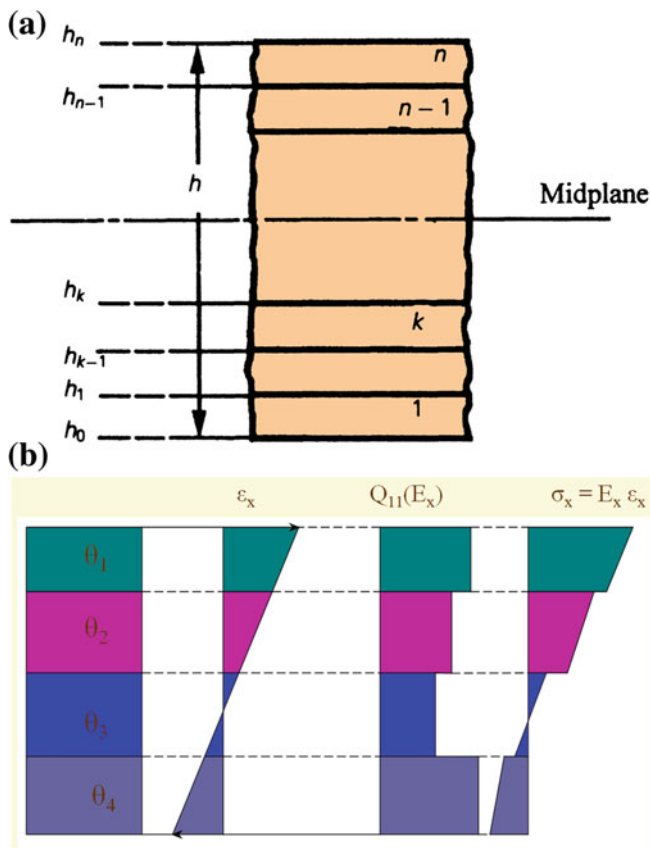 (a)
hₙ
n
hₙ₋₁
n − 1
h
Midplane
hₖ
k
hₖ₋₁
h₁
1
h₀
(b)
εₓ Q₁₁(Eₓ) σₓ = Eₓ εₓ
θ₁
θ₂
θ₃
θ₄